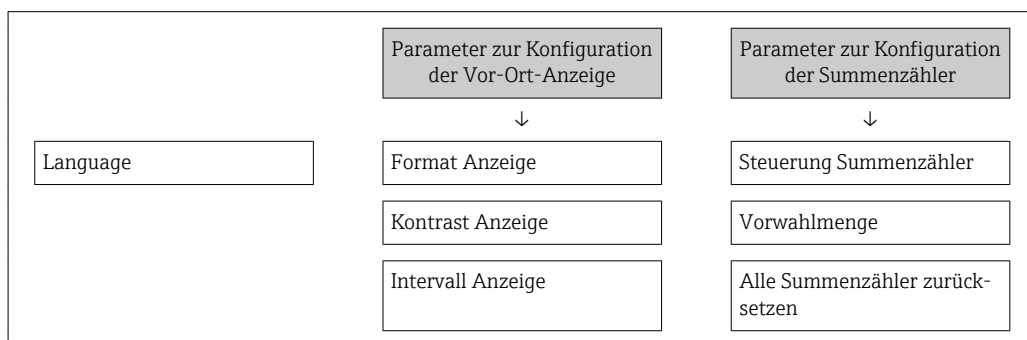 Parameter zur Konfiguration
der Vor-Ort-Anzeige
Parameter zur Konfiguration
der Summenzähler
↓
↓
Language
Format Anzeige
Steuerung Summenzähler
Kontrast Anzeige
Vorwahlmenge
Intervall Anzeige
Alle Summenzähler zurück-
setzen